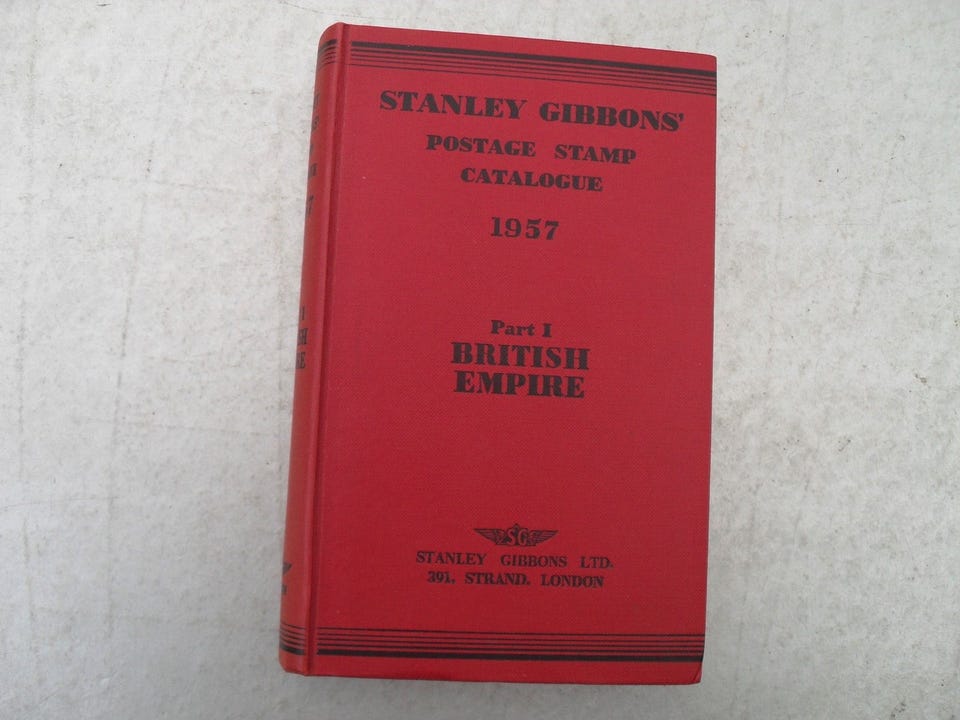 STANLEY GIBBONS'
POSTAGE STAMP
CATALOGUE
1957
Part I
BRITISH
EMPIRE
SG
STANLEY GIBBONS LTD.
391, STRAND, LONDON